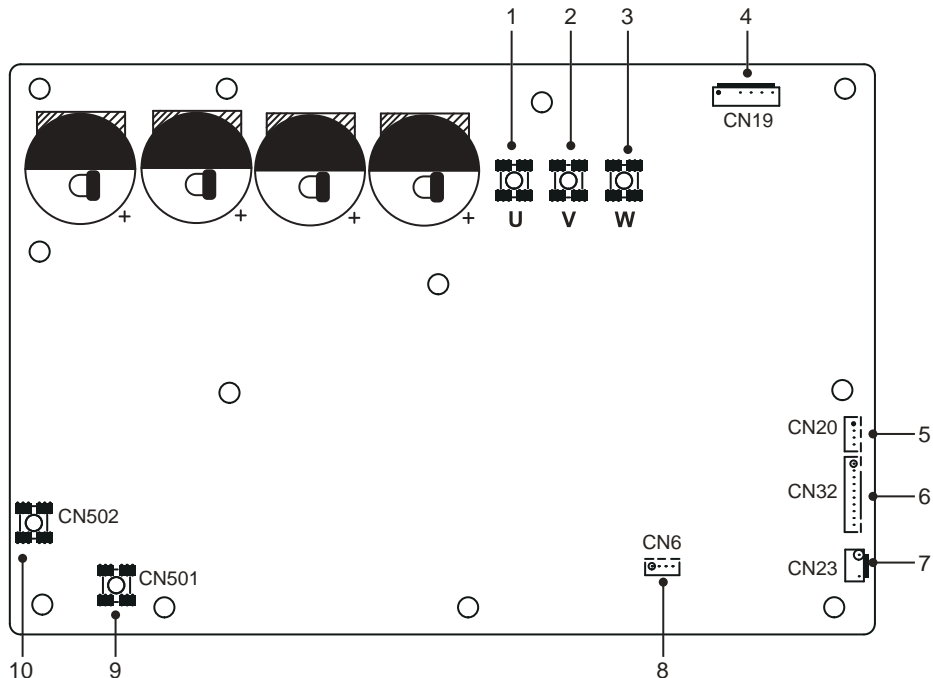 1 2 3 4
CN19
+ + + +
U V W
CN20
5
CN32
6
CN502
CN6
CN501
CN23
7
10 9 8